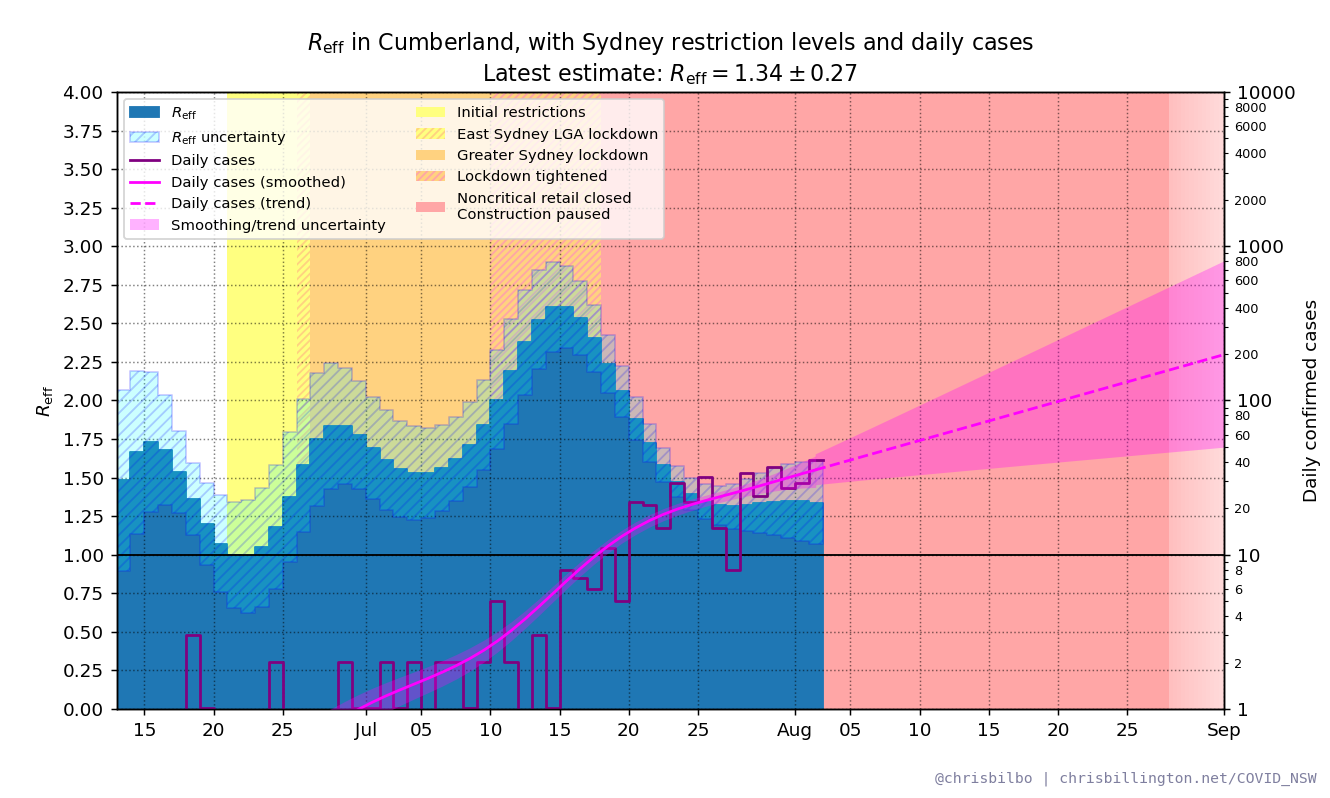 Reff in Cumberland, with Sydney restriction levels and daily cases
Latest estimate: Reff = 1.34 ± 0.27
Reff
Reff uncertainty
Daily cases
Daily cases (smoothed)
Daily cases (trend)
Smoothing/trend uncertainty
Initial restrictions
East Sydney LGA lockdown
Greater Sydney lockdown
Lockdown tightened
Noncritical retail closed
Construction paused
Reff
4.00
3.75
3.50
3.25
3.00
2.75
2.50
2.25
2.00
1.75
1.50
1.25
1.00
0.75
0.50
0.25
0.00
15
20
25
Jul
05
10
15
20
25
Aug
05
10
15
20
25
Sep
10000
8000
6000
4000
2000
1000
800
600
400
200
100
80
60
40
20
10
8
6
4
2
1
Daily confirmed cases
@chrisbilbo | chrisbillington.net/COVID_NSW